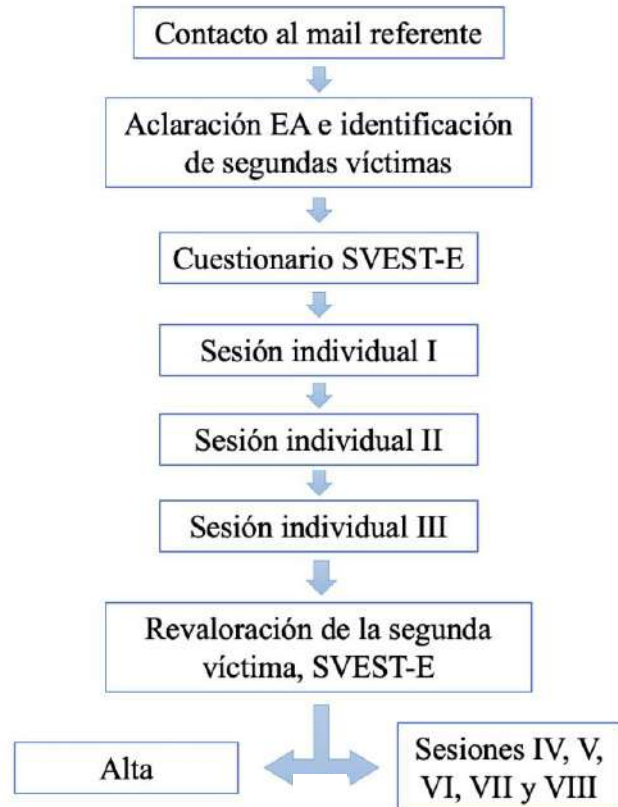 Contacto al mail referente
Aclaración EA e identificación
de segundas víctimas
Cuestionario SVEST-E
Sesión individual I
Sesión individual II
Sesión individual III
Revaloración de la segunda
víctima, SVEST-E
Alta
Sesiones IV, V,
VI, VII y VIII